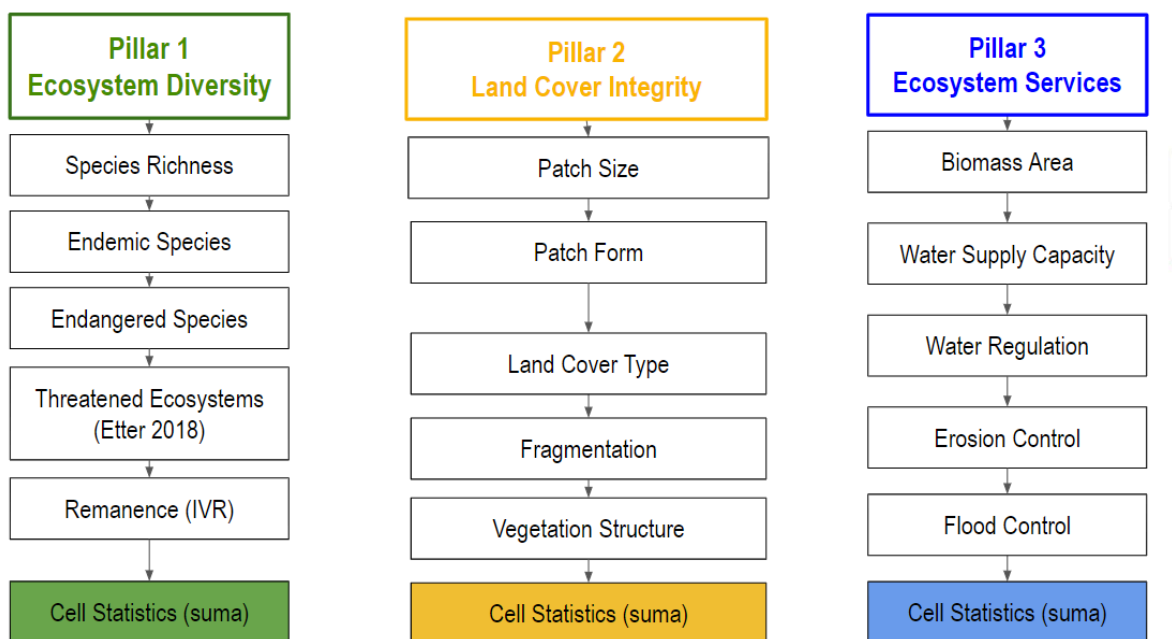 Pillar 1
Ecosystem Diversity
Species Richness
Endemic Species
Endangered Species
Threatened Ecosystems
(Etter 2018)
Remanence (IVR)
Cell Statistics (suma)
Pillar 2
Land Cover Integrity
Patch Size
Patch Form
Land Cover Type
Fragmentation
Vegetation Structure
Cell Statistics (suma)
Pillar 3
Ecosystem Services
Biomass Area
Water Supply Capacity
Water Regulation
Erosion Control
Flood Control
Cell Statistics (suma)